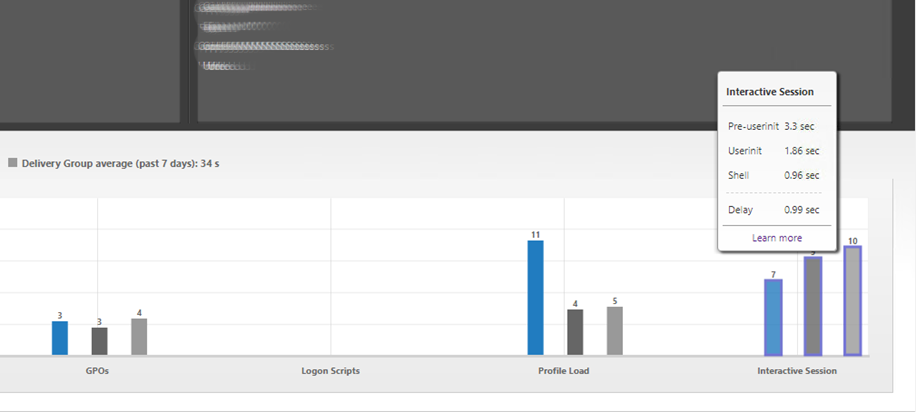 Interactive Session
Pre-userinit 3.3 sec
Userinit 1.86 sec
Shell 0.96 sec
Delay 0.99 sec
Learn more
Delivery Group average (past 7 days): 34 s
3 3 4
11 4 5
7 10
GPOs Logon Scripts Profile Load Interactive Session